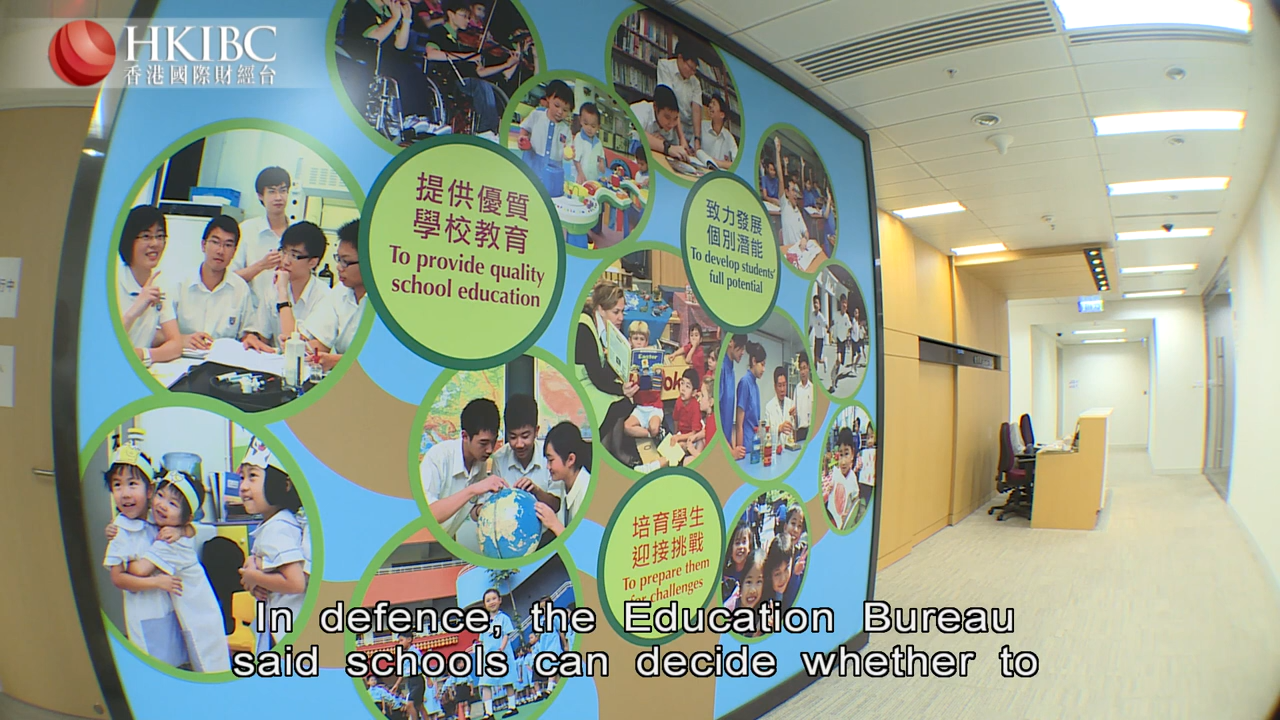 HKIBC
香港國際財經台
提供優質
學校教育
To provide quality
school education
致力發展
個別潛能
To develop students'
full potential
培育學生
迎接挑戰
To prepare them
for challenges
In defence, the Education Bureau
said schools can decide whether to